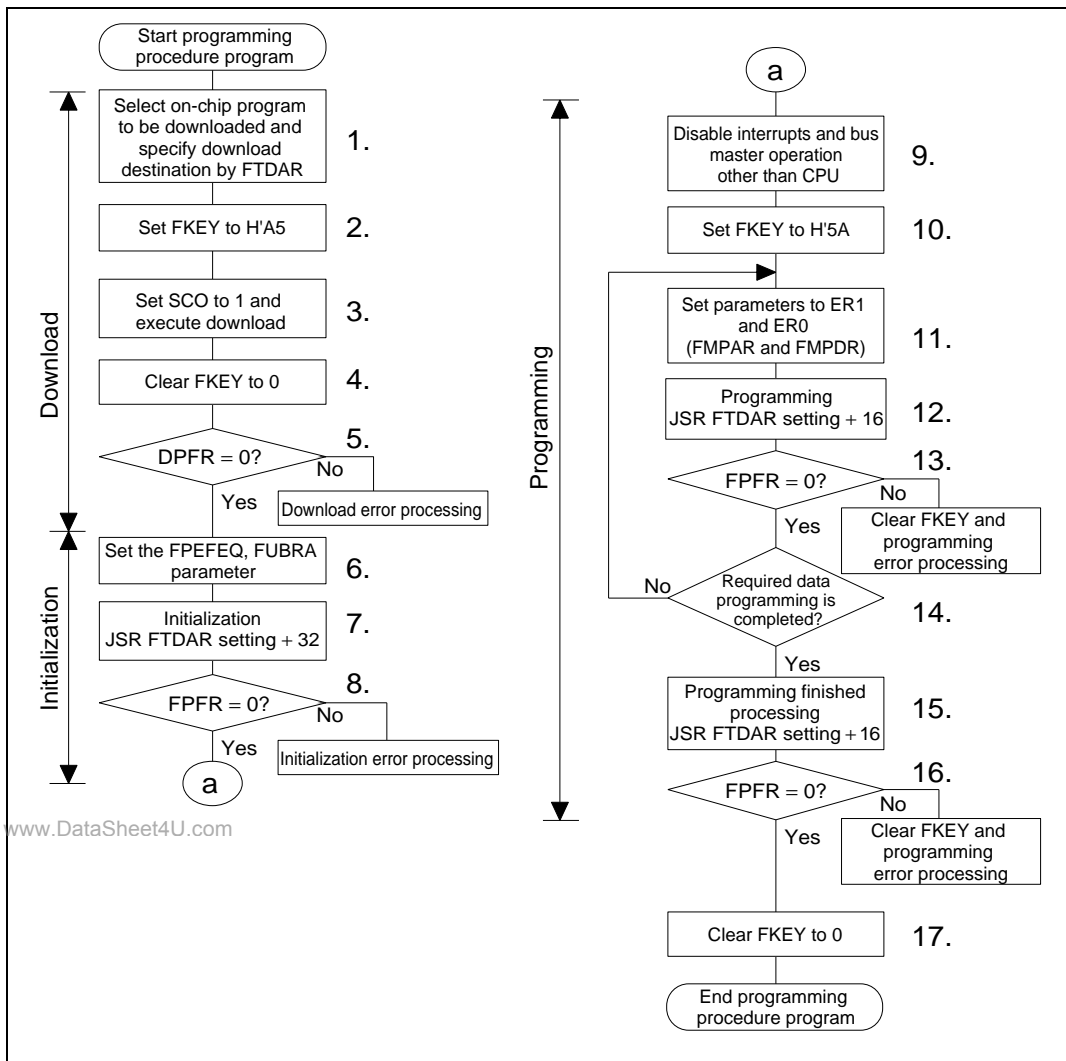 Start programming
procedure program
Download
Select on-chip program
to be downloaded and
specify download
destination by FTDAR
1.
Set FKEY to H'A5
2.
Set SCO to 1 and
execute download
3.
Clear FKEY to 0
4.
5.
DPFR = 0?
No
Yes
Download error processing
Initialization
Set the FPEFEQ, FUBRA
parameter
6.
Initialization
JSR FTDAR setting + 32
7.
8.
FPFR = 0?
No
Yes
Initialization error processing
a
www.DataSheet4U.com
a
Programming
Disable interrupts and bus
master operation
other than CPU
9.
Set FKEY to H'5A
10.
Set parameters to ER1
and ER0
(FMPAR and FMPDR)
11.
Programming
JSR FTDAR setting + 16
12.
13.
FPFR = 0?
No
Yes
Clear FKEY and
programming
error processing
No
Required data
programming is
completed?
14.
Yes
Programming finished
processing
JSR FTDAR setting + 16
15.
16.
FPFR = 0?
No
Yes
Clear FKEY and
programming
error processing
Clear FKEY to 0
17.
End programming
procedure program